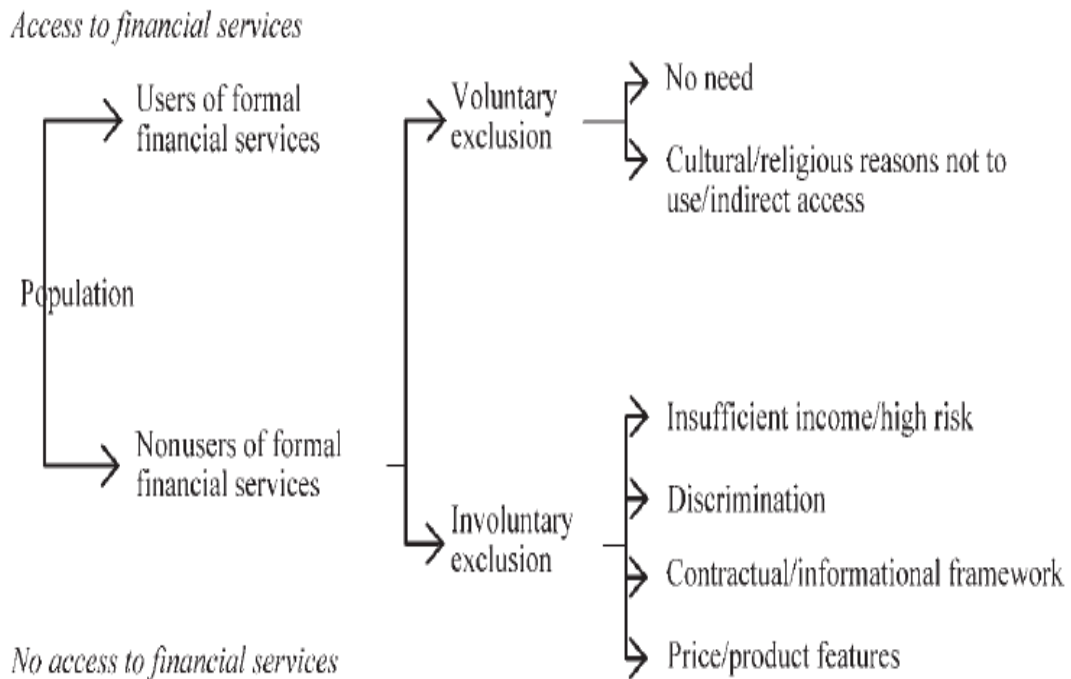 Access to financial services
Users of formal
financial services
Voluntary
exclusion
No need
Cultural/religious reasons not to
use/indirect access
Population
Nonusers of formal
financial services
Involuntary
exclusion
Insufficient income/high risk
Discrimination
Contractual/informational framework
Price/product features
No access to financial services